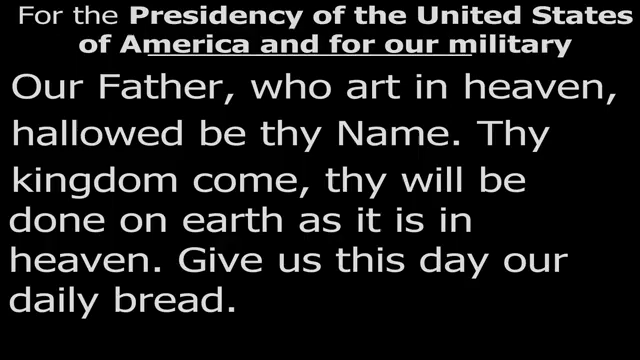 For the Presidency of the United States
of America and for our military
Our Father, who art in heaven,
hallowed be thy Name. Thy
kingdom come, thy will be
done on earth as it is in
heaven. Give us this day our
daily bread.